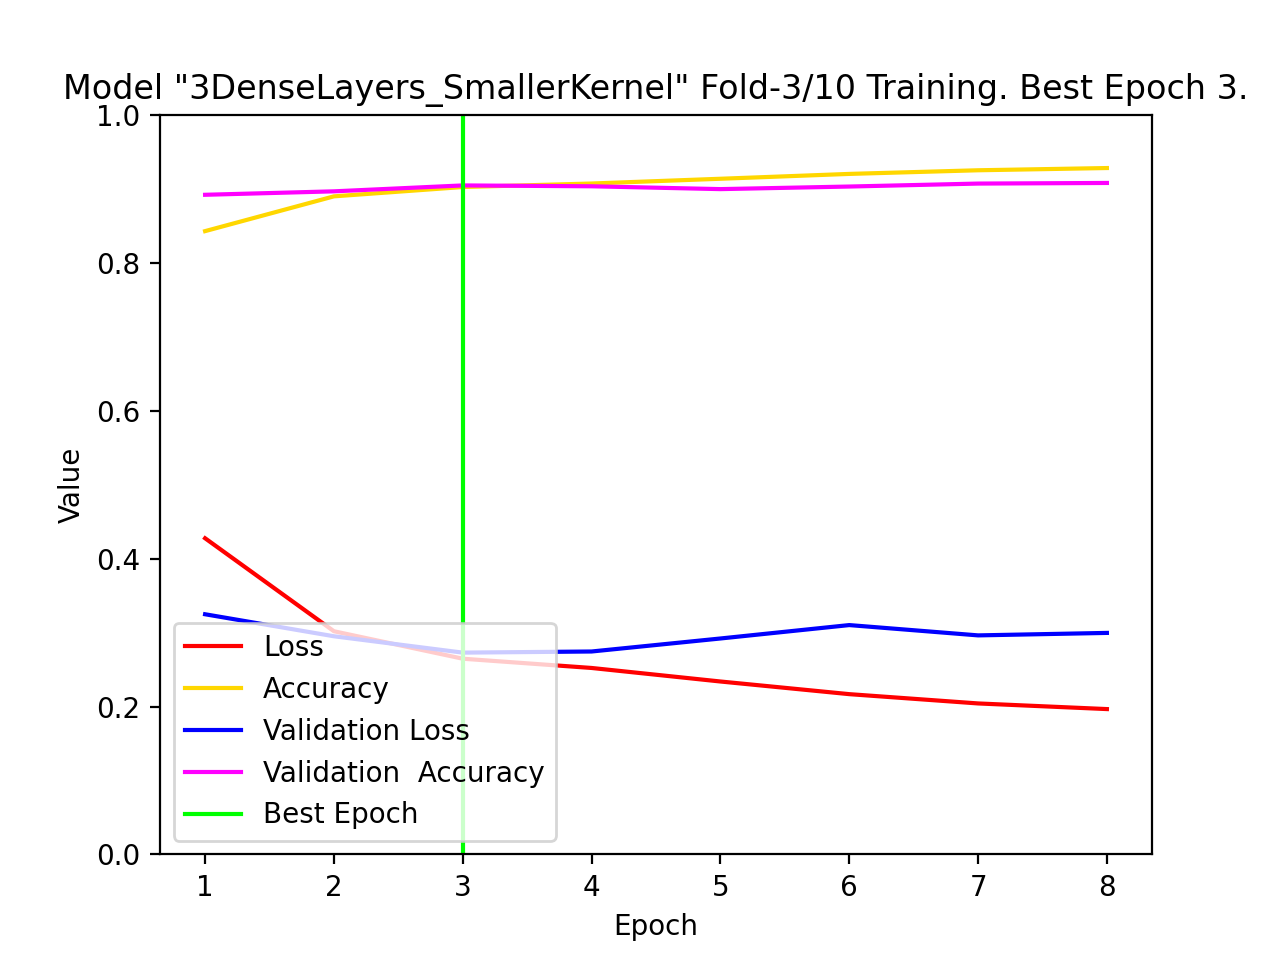 Model "3DenseLayers_SmallerKernel" Fold-3/10 Training. Best Epoch 3.
1.0
0.8
0.6
0.4
0.2
0.0
Value
Loss
Accuracy
Validation Loss
Validation  Accuracy
Best Epoch
1 2 3 4 5 6 7 8
Epoch